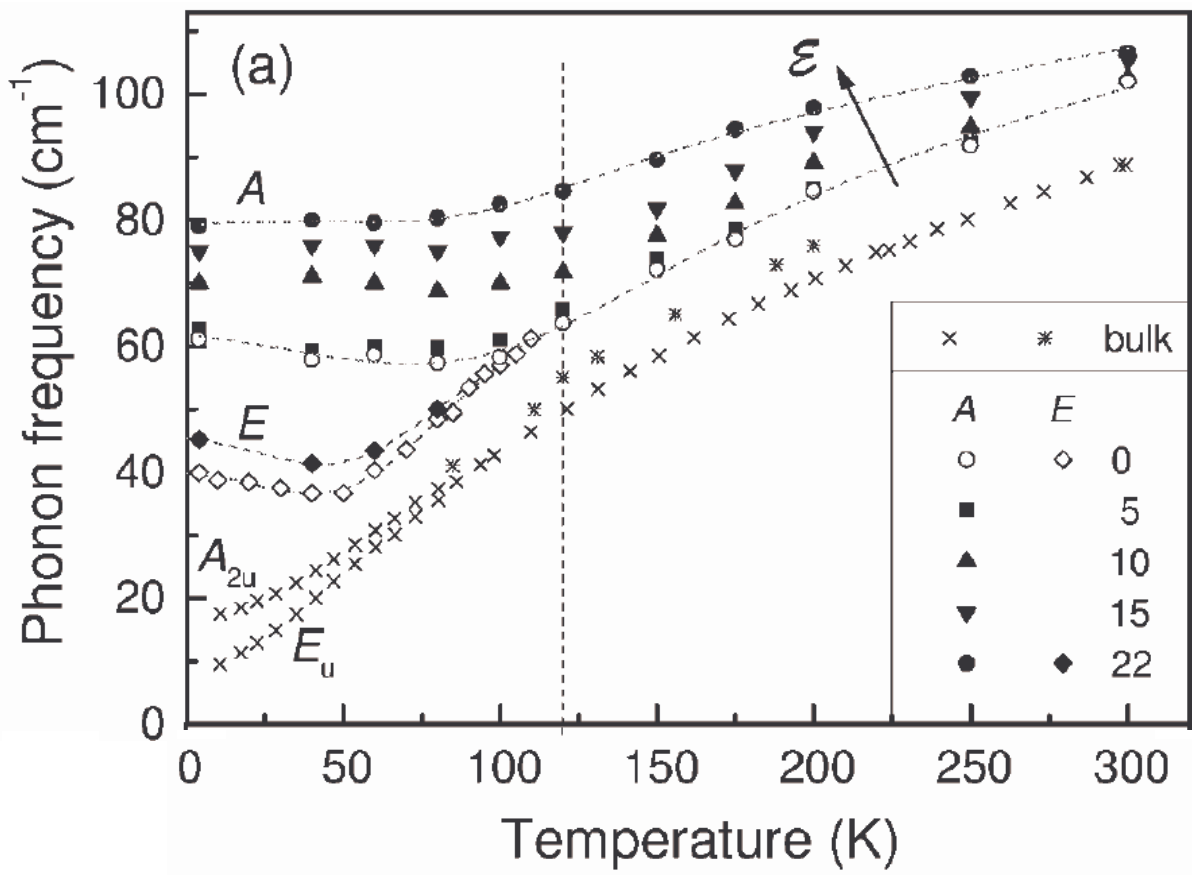 (a)
Phonon frequency (cm⁻¹)
100
80
60
40
20
0
ℰ
A
E
A₂ᵤ
Eᵤ
× ✳ bulk
A E
0
5
10
15
22
0 50 100 150 200 250 300
Temperature (K)